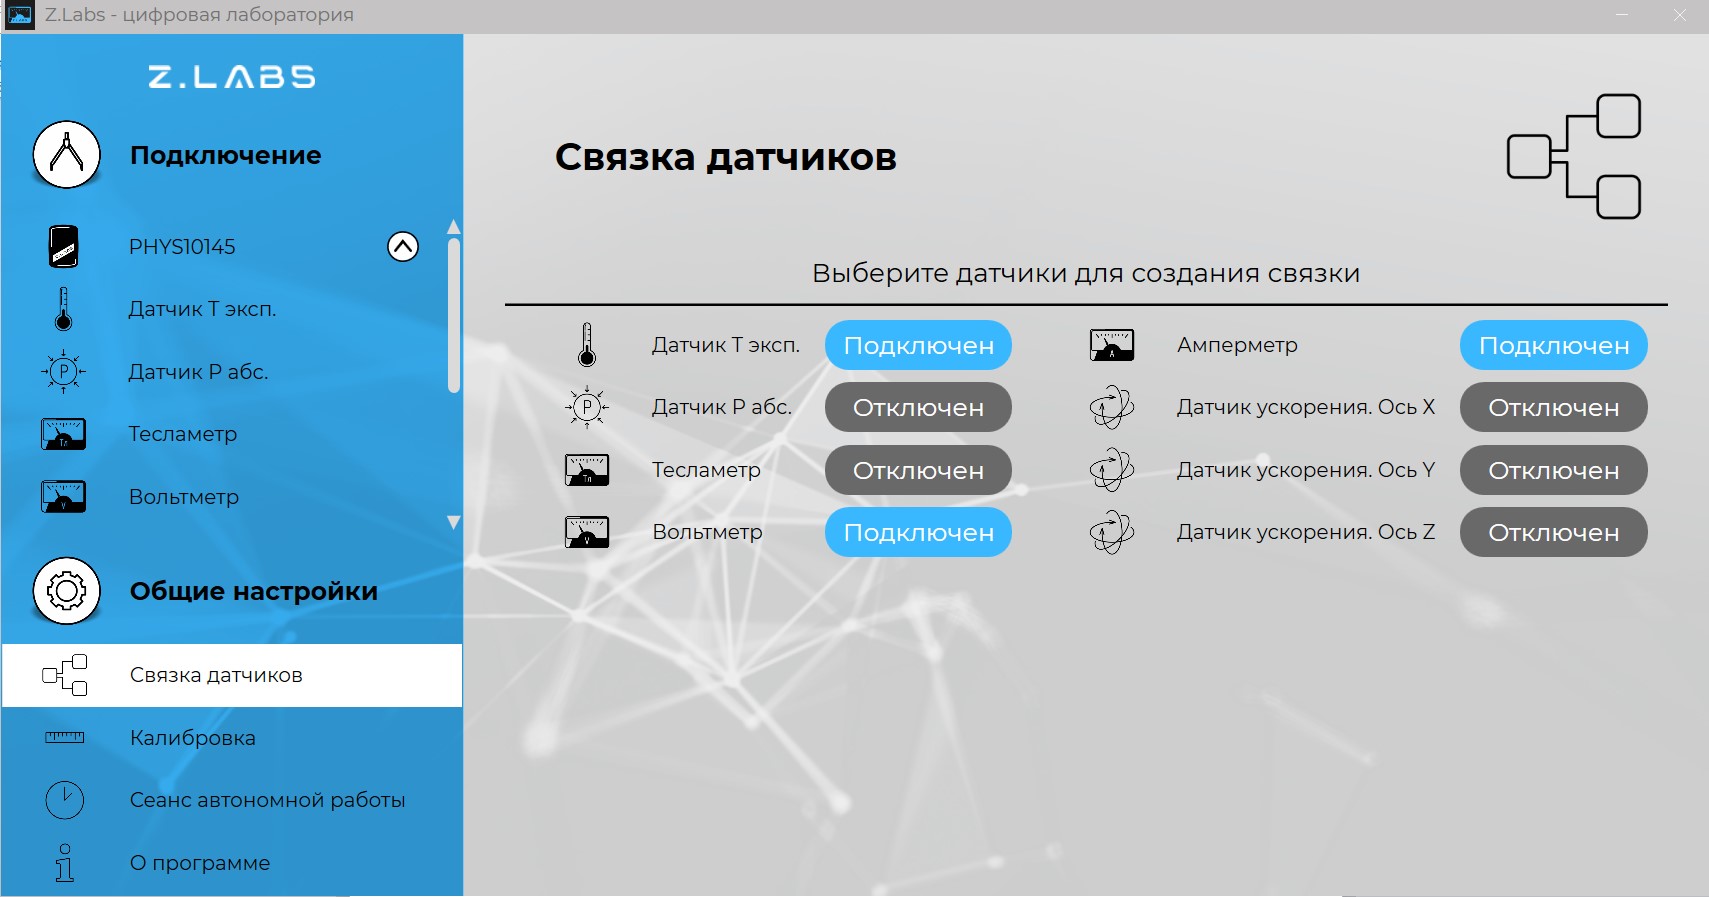 Z.Labs - цифровая лаборатория
Z.LABS
Подключение
PHYS10145
Датчик Т эксп.
Датчик Р абс.
Тесламетр
Вольтметр
Общие настройки
Связка датчиков
Калибровка
Сеанс автономной работы
О программе
Связка датчиков
Выберите датчики для создания связки
Датчик Т эксп. Подключен
Датчик Р абс. Отключен
Тесламетр Отключен
Вольтметр Подключен
Амперметр Подключен
Датчик ускорения. Ось X Отключен
Датчик ускорения. Ось Y Отключен
Датчик ускорения. Ось Z Отключен